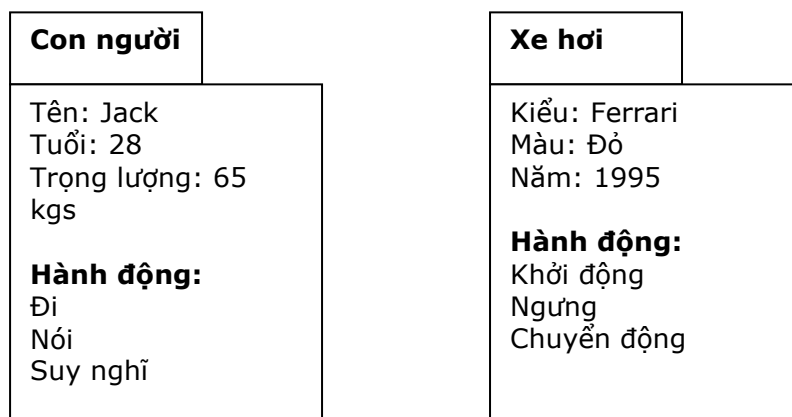 Con người
Tên: Jack
Tuổi: 28
Trọng lượng: 65
kgs
Hành động:
Đi
Nói
Suy nghĩ
Xe hơi
Kiểu: Ferrari
Màu: Đỏ
Năm: 1995
Hành động:
Khởi động
Ngưng
Chuyển động